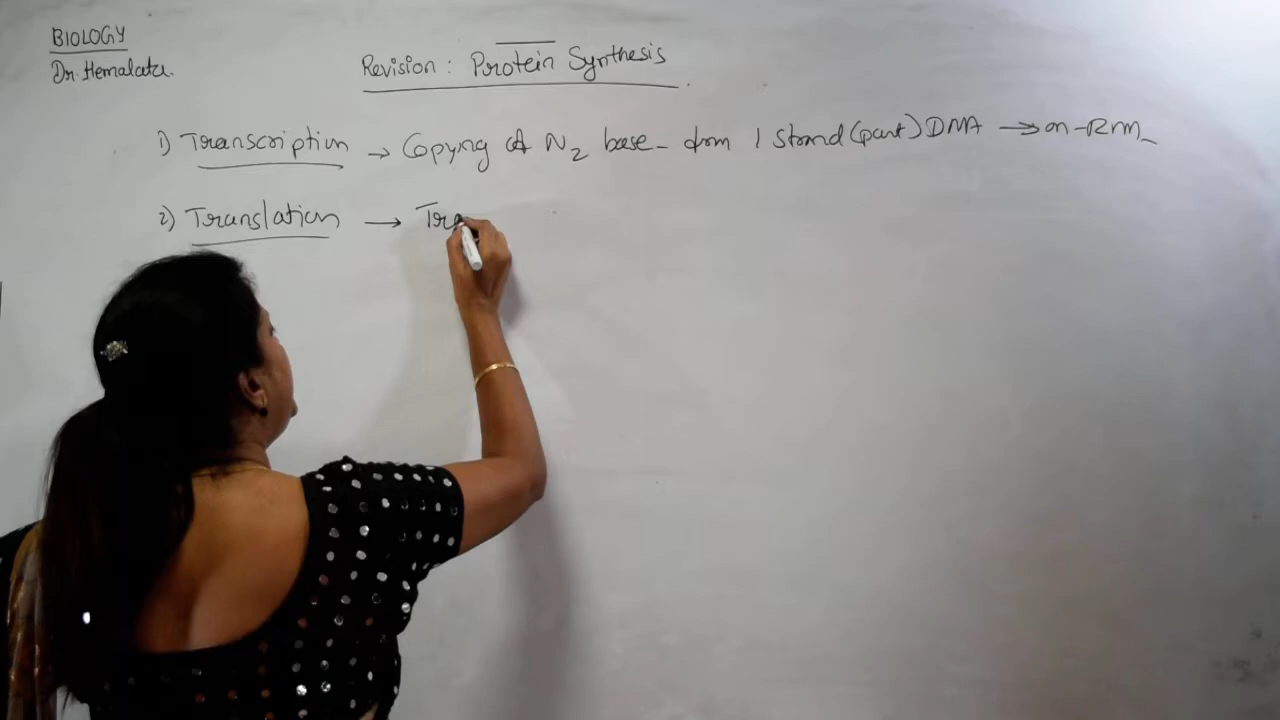 BIOLOGY
Dr. Hemalata.
Revision : Protein Synthesis
1) Transcription → Copying of N2 base - from 1 strand (part) DNA → m-RNA
2) Translation → Tra